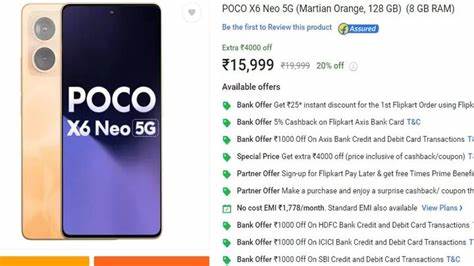 POCO X6 Neo 5G (Martian Orange, 128 GB) (8 GB RAM)
Be the first to Review this product Assured
Extra ₹4000 off
₹15,999 ₹19,999 20% off
Available offers
Bank Offer Get ₹25* instant discount for the 1st Flipkart Order using Flipk
Bank Offer 5% Cashback on Flipkart Axis Bank Card T&C
Bank Offer ₹1000 Off On Axis Bank Credit and Debit Card Transactions T&
Special Price Get extra ₹4000 off (price inclusive of cashback/coupon) T
Partner Offer Sign-up for Flipkart Pay Later & get free Times Prime Benefi
Partner Offer Make a purchase and enjoy a surprise cashback/ coupon th
No cost EMI ₹1,778/month. Standard EMI also available View Plans
Bank Offer ₹1000 Off On HDFC Bank Credit and Debit Card Transactions
Bank Offer ₹1000 Off On ICICI Bank Credit and Debit Card Transactions T
Bank Offer ₹1000 Off On SBI Credit and Debit Card Transactions T&C
POCO
X6 Neo 5G